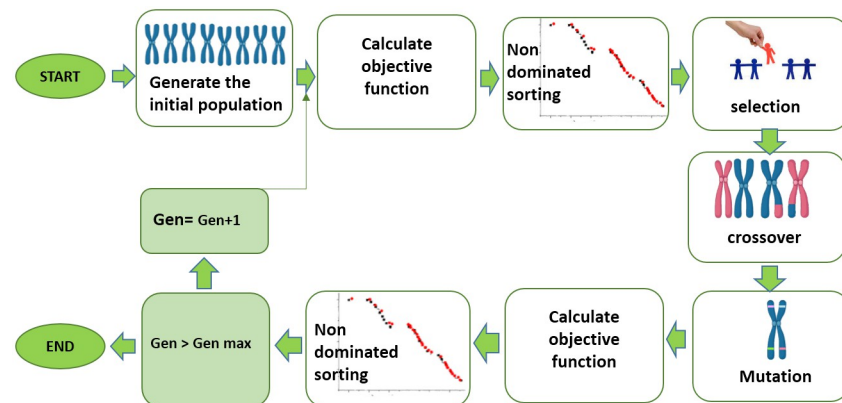 START
Generate the
initial population
Calculate
objective
function
Non
dominated
sorting
selection
crossover
Mutation
Calculate
objective
function
Non
dominated
sorting
Gen > Gen max
Gen= Gen+1
END